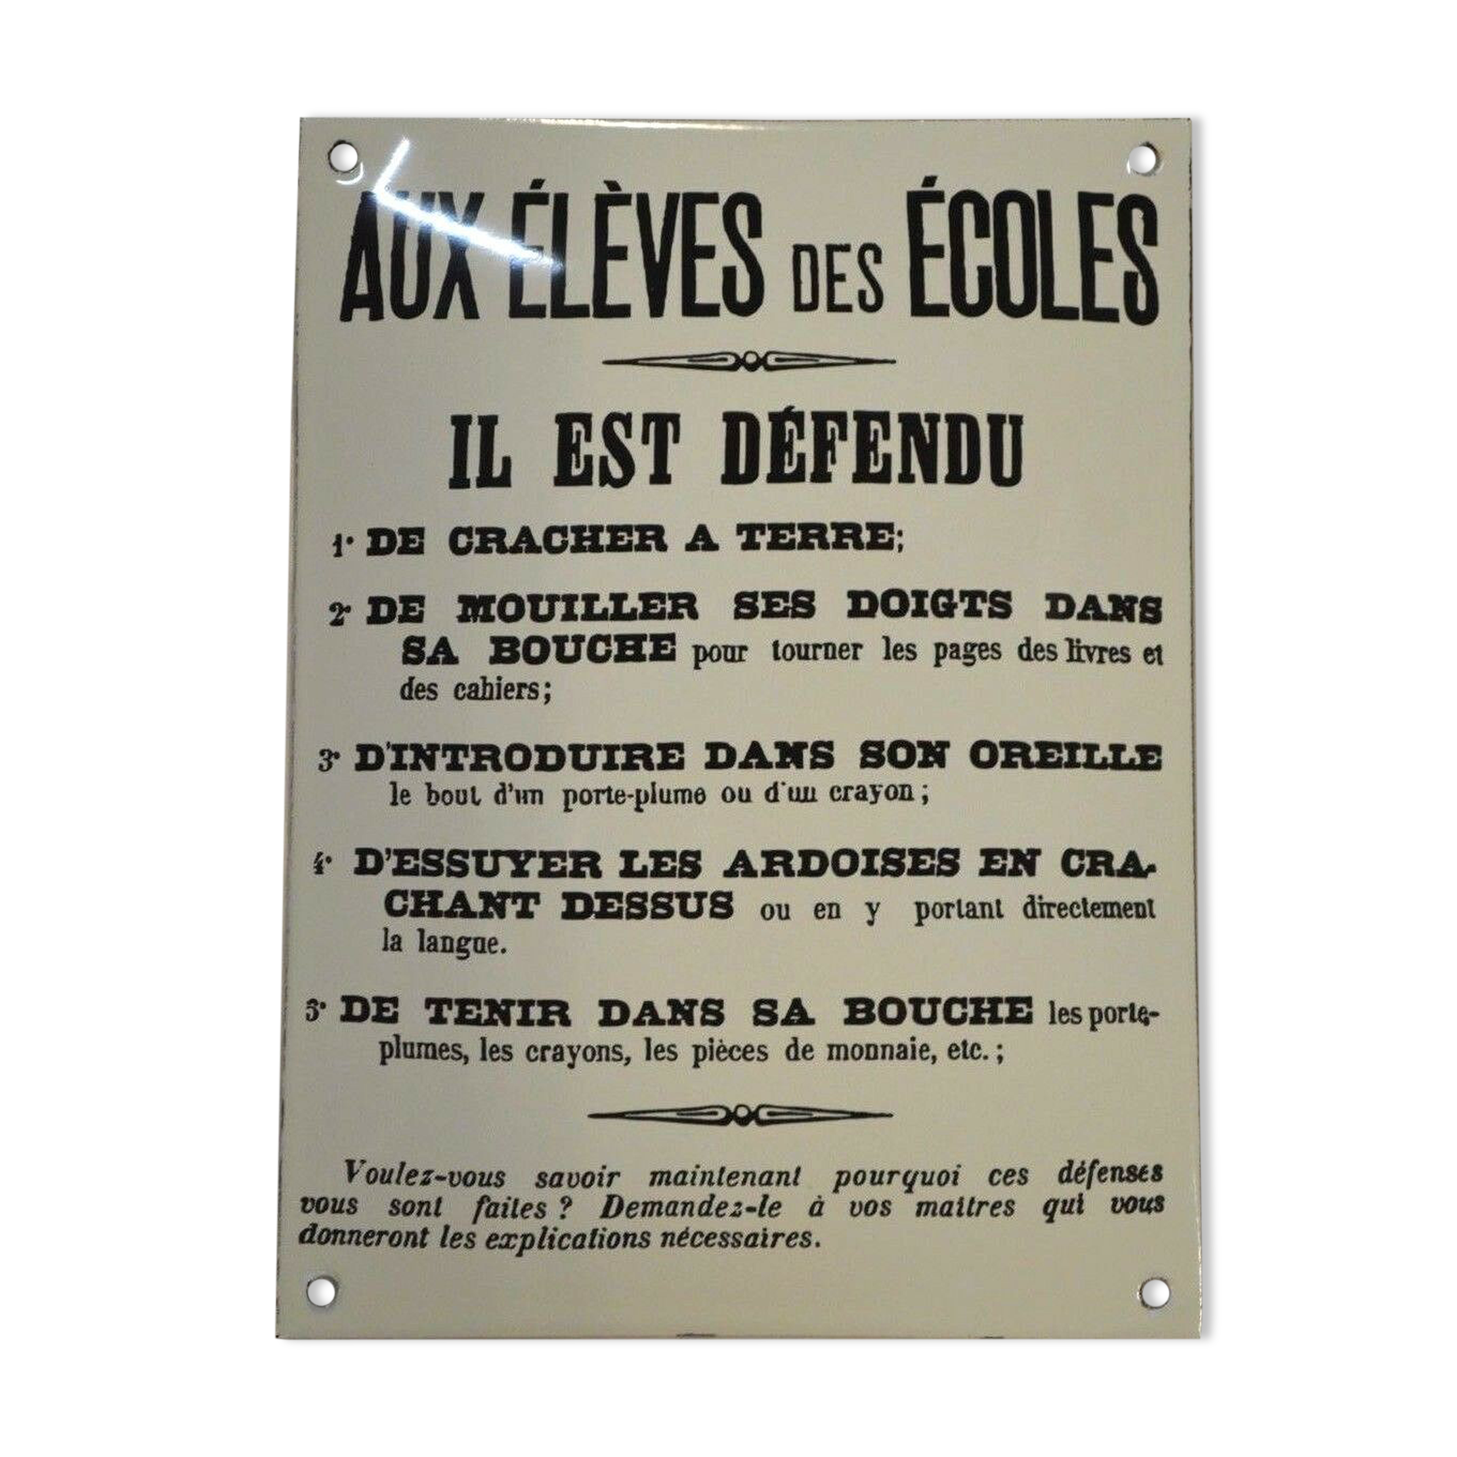 AUX ÉLÈVES DES ÉCOLES
IL EST DÉFENDU
1° DE CRACHER A TERRE;
2° DE MOUILLER SES DOIGTS DANS
SA BOUCHE pour tourner les pages des livres et
des cahiers;
3° D'INTRODUIRE DANS SON OREILLE
le bout d'un porte-plume ou d'un crayon;
4° D'ESSUYER LES ARDOISES EN CRA-
CHANT DESSUS ou en y portant directement
la langue.
5° DE TENIR DANS SA BOUCHE les porte-
plumes, les crayons, les pièces de monnaie, etc.;
Voulez-vous savoir maintenant pourquoi ces défenses
vous sont faites ? Demandez-le à vos maîtres qui vous
donneront les explications nécessaires.